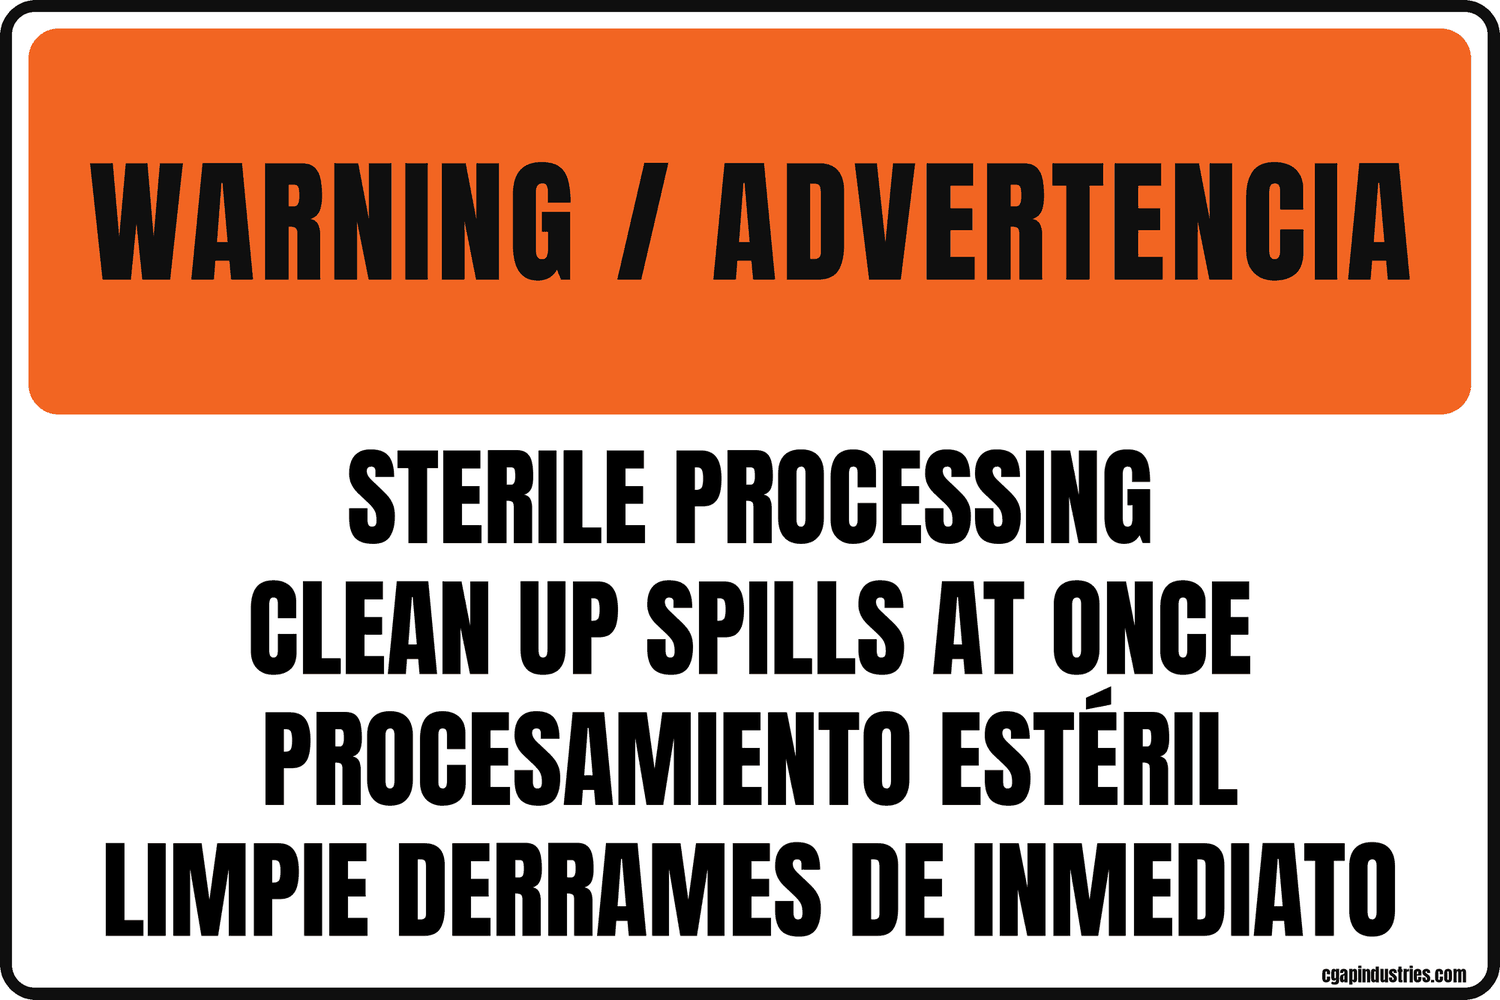 WARNING / ADVERTENCIA
STERILE PROCESSING
CLEAN UP SPILLS AT ONCE
PROCESAMIENTO ESTÉRIL
LIMPIE DERRAMES DE INMEDIATO
cgapindustries.com